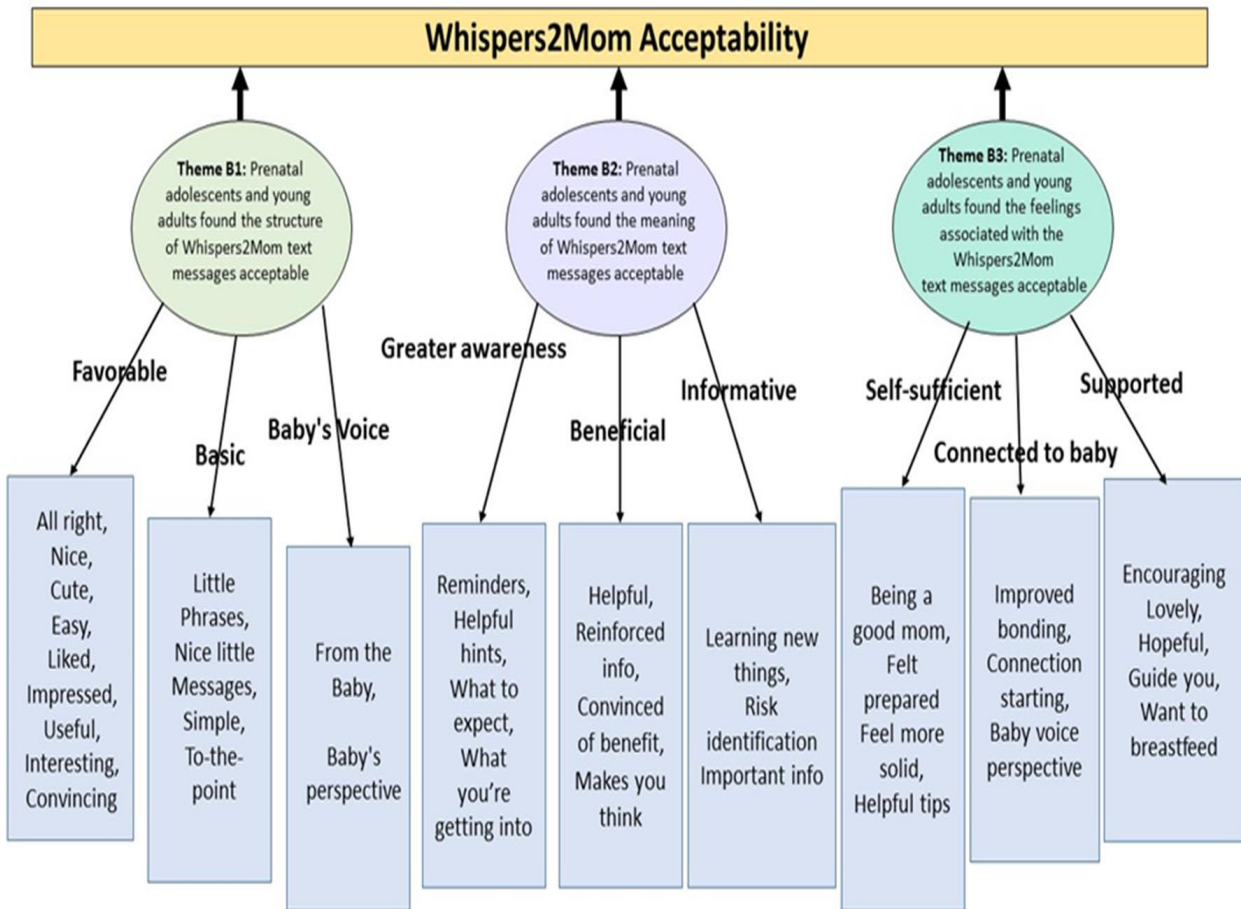 Whispers2Mom Acceptability
Theme B1: Prenatal
adolescents and young
adults found the structure
of Whispers2Mom text
messages acceptable
Theme B2: Prenatal
adolescents and young
adults found the meaning
of Whispers2Mom text
messages acceptable
Theme B3: Prenatal
adolescents and young
adults found the feelings
associated with the
Whispers2Mom
text messages acceptable
Favorable
Basic
Baby's Voice
Greater awareness
Beneficial
Informative
Self-sufficient
Connected to baby
Supported
All right,
Nice,
Cute,
Easy,
Liked,
Impressed,
Useful,
Interesting,
Convincing
Little
Phrases,
Nice little
Messages,
Simple,
To-the-
point
From the
Baby,
Baby's
perspective
Reminders,
Helpful
hints,
What to
expect,
What
you’re
getting into
Helpful,
Reinforced
info,
Convinced
of benefit,
Makes you
think
Learning new
things,
Risk
identification
Important info
Being a
good mom,
Felt
prepared
Feel more
solid,
Helpful tips
Improved
bonding,
Connection
starting,
Baby voice
perspective
Encouraging
Lovely,
Hopeful,
Guide you,
Want to
breastfeed